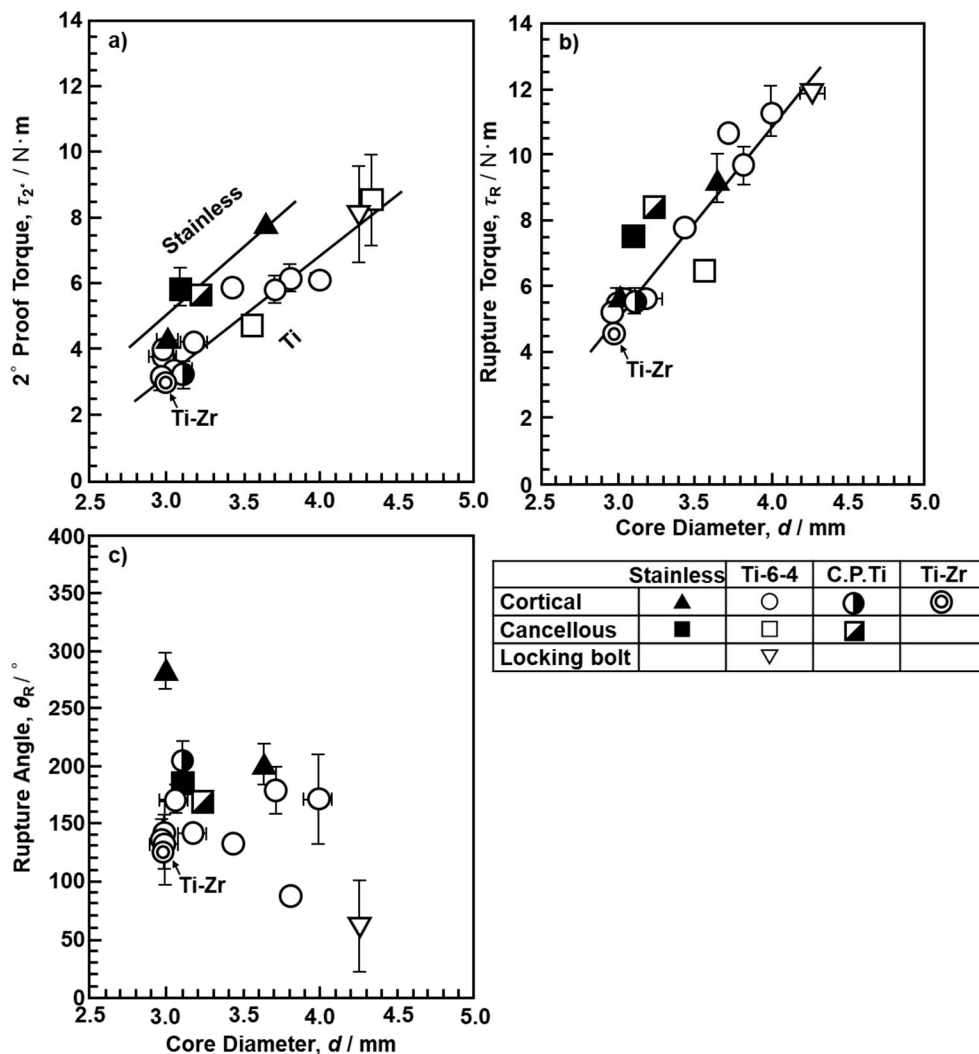 a)
2° Proof Torque, τ2° / N·m
14
12
10
8
6
4
2
0
Stainless
Ti
Ti-Zr
2.5 3.0 3.5 4.0 4.5 5.0
b)
Rupture Torque, τR / N·m
14
12
10
8
6
4
2
0
Ti-Zr
2.5 3.0 3.5 4.0 4.5 5.0
Core Diameter, d / mm
c)
Rupture Angle, θR / °
400
350
300
250
200
150
100
50
0
Ti-Zr
2.5 3.0 3.5 4.0 4.5 5.0
Core Diameter, d / mm
Stainless Ti-6-4 C.P.Ti Ti-Zr
Cortical
Cancellous
Locking bolt